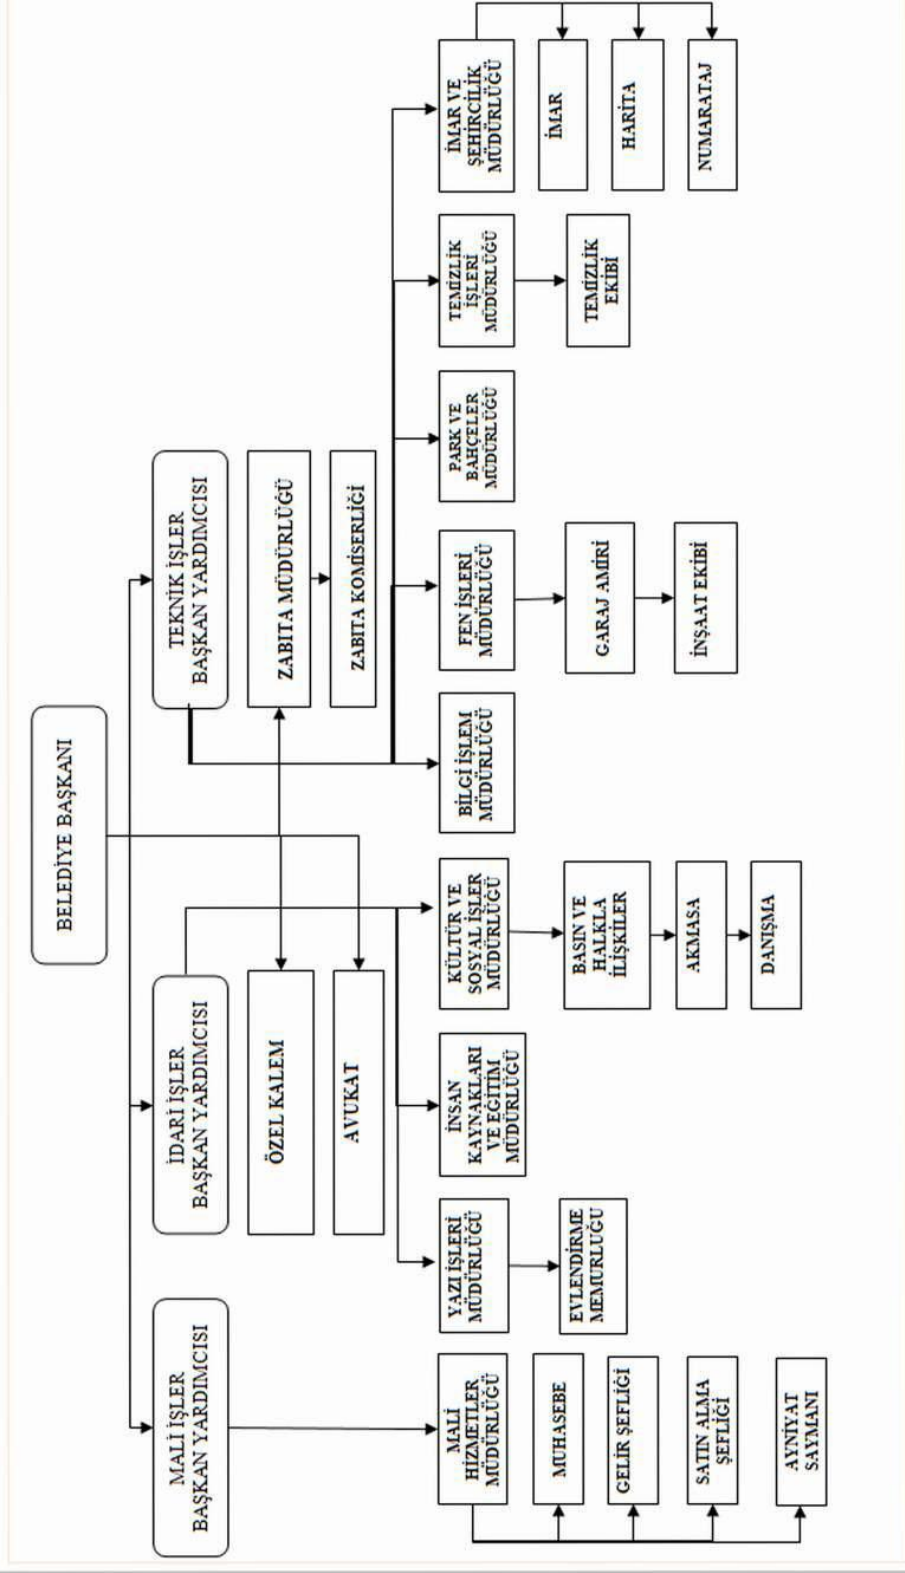 BELEDİYE BAŞKANI
MALİ İŞLER
BAŞKAN YARDIMCISI
İDARİ İŞLER
BAŞKAN YARDIMCISI
TEKNİK İŞLER
BAŞKAN YARDIMCISI
ÖZEL KALEM
ZABITA MÜDÜRLÜĞÜ
AVUKAT
ZABITA KOMİSERLİĞİ
MALİ
HİZMETLER
MÜDÜRLÜĞÜ
YAZI İŞLERİ
MÜDÜRLÜĞÜ
İNSAN
KAYNAKLARI
VE EĞİTİM
MÜDÜRLÜĞÜ
KÜLTÜR VE
SOSYAL İŞLER
MÜDÜRLÜĞÜ
BİLGİ İŞLEM
MÜDÜRLÜĞÜ
FEN İŞLERİ
MÜDÜRLÜĞÜ
PARK VE
BAHÇELER
MÜDÜRLÜĞÜ
TEMİZLİK
İŞLERİ
MÜDÜRLÜĞÜ
İMAR VE
ŞEHİRCİLİK
MÜDÜRLÜĞÜ
MUHASEBE
EVLENDİRME
MEMURLUĞU
BASIN VE
HALKLA
İLİŞKİLER
GARAJ AMİRİ
TEMİZLİK
EKİBİ
İMAR
GELİR ŞEFLİĞİ
AKMASA
İNŞAAT EKİBİ
HARİTA
SATIN ALMA
ŞEFLİĞİ
DANIŞMA
NUMARATAJ
AYNİYAT
SAYMANI